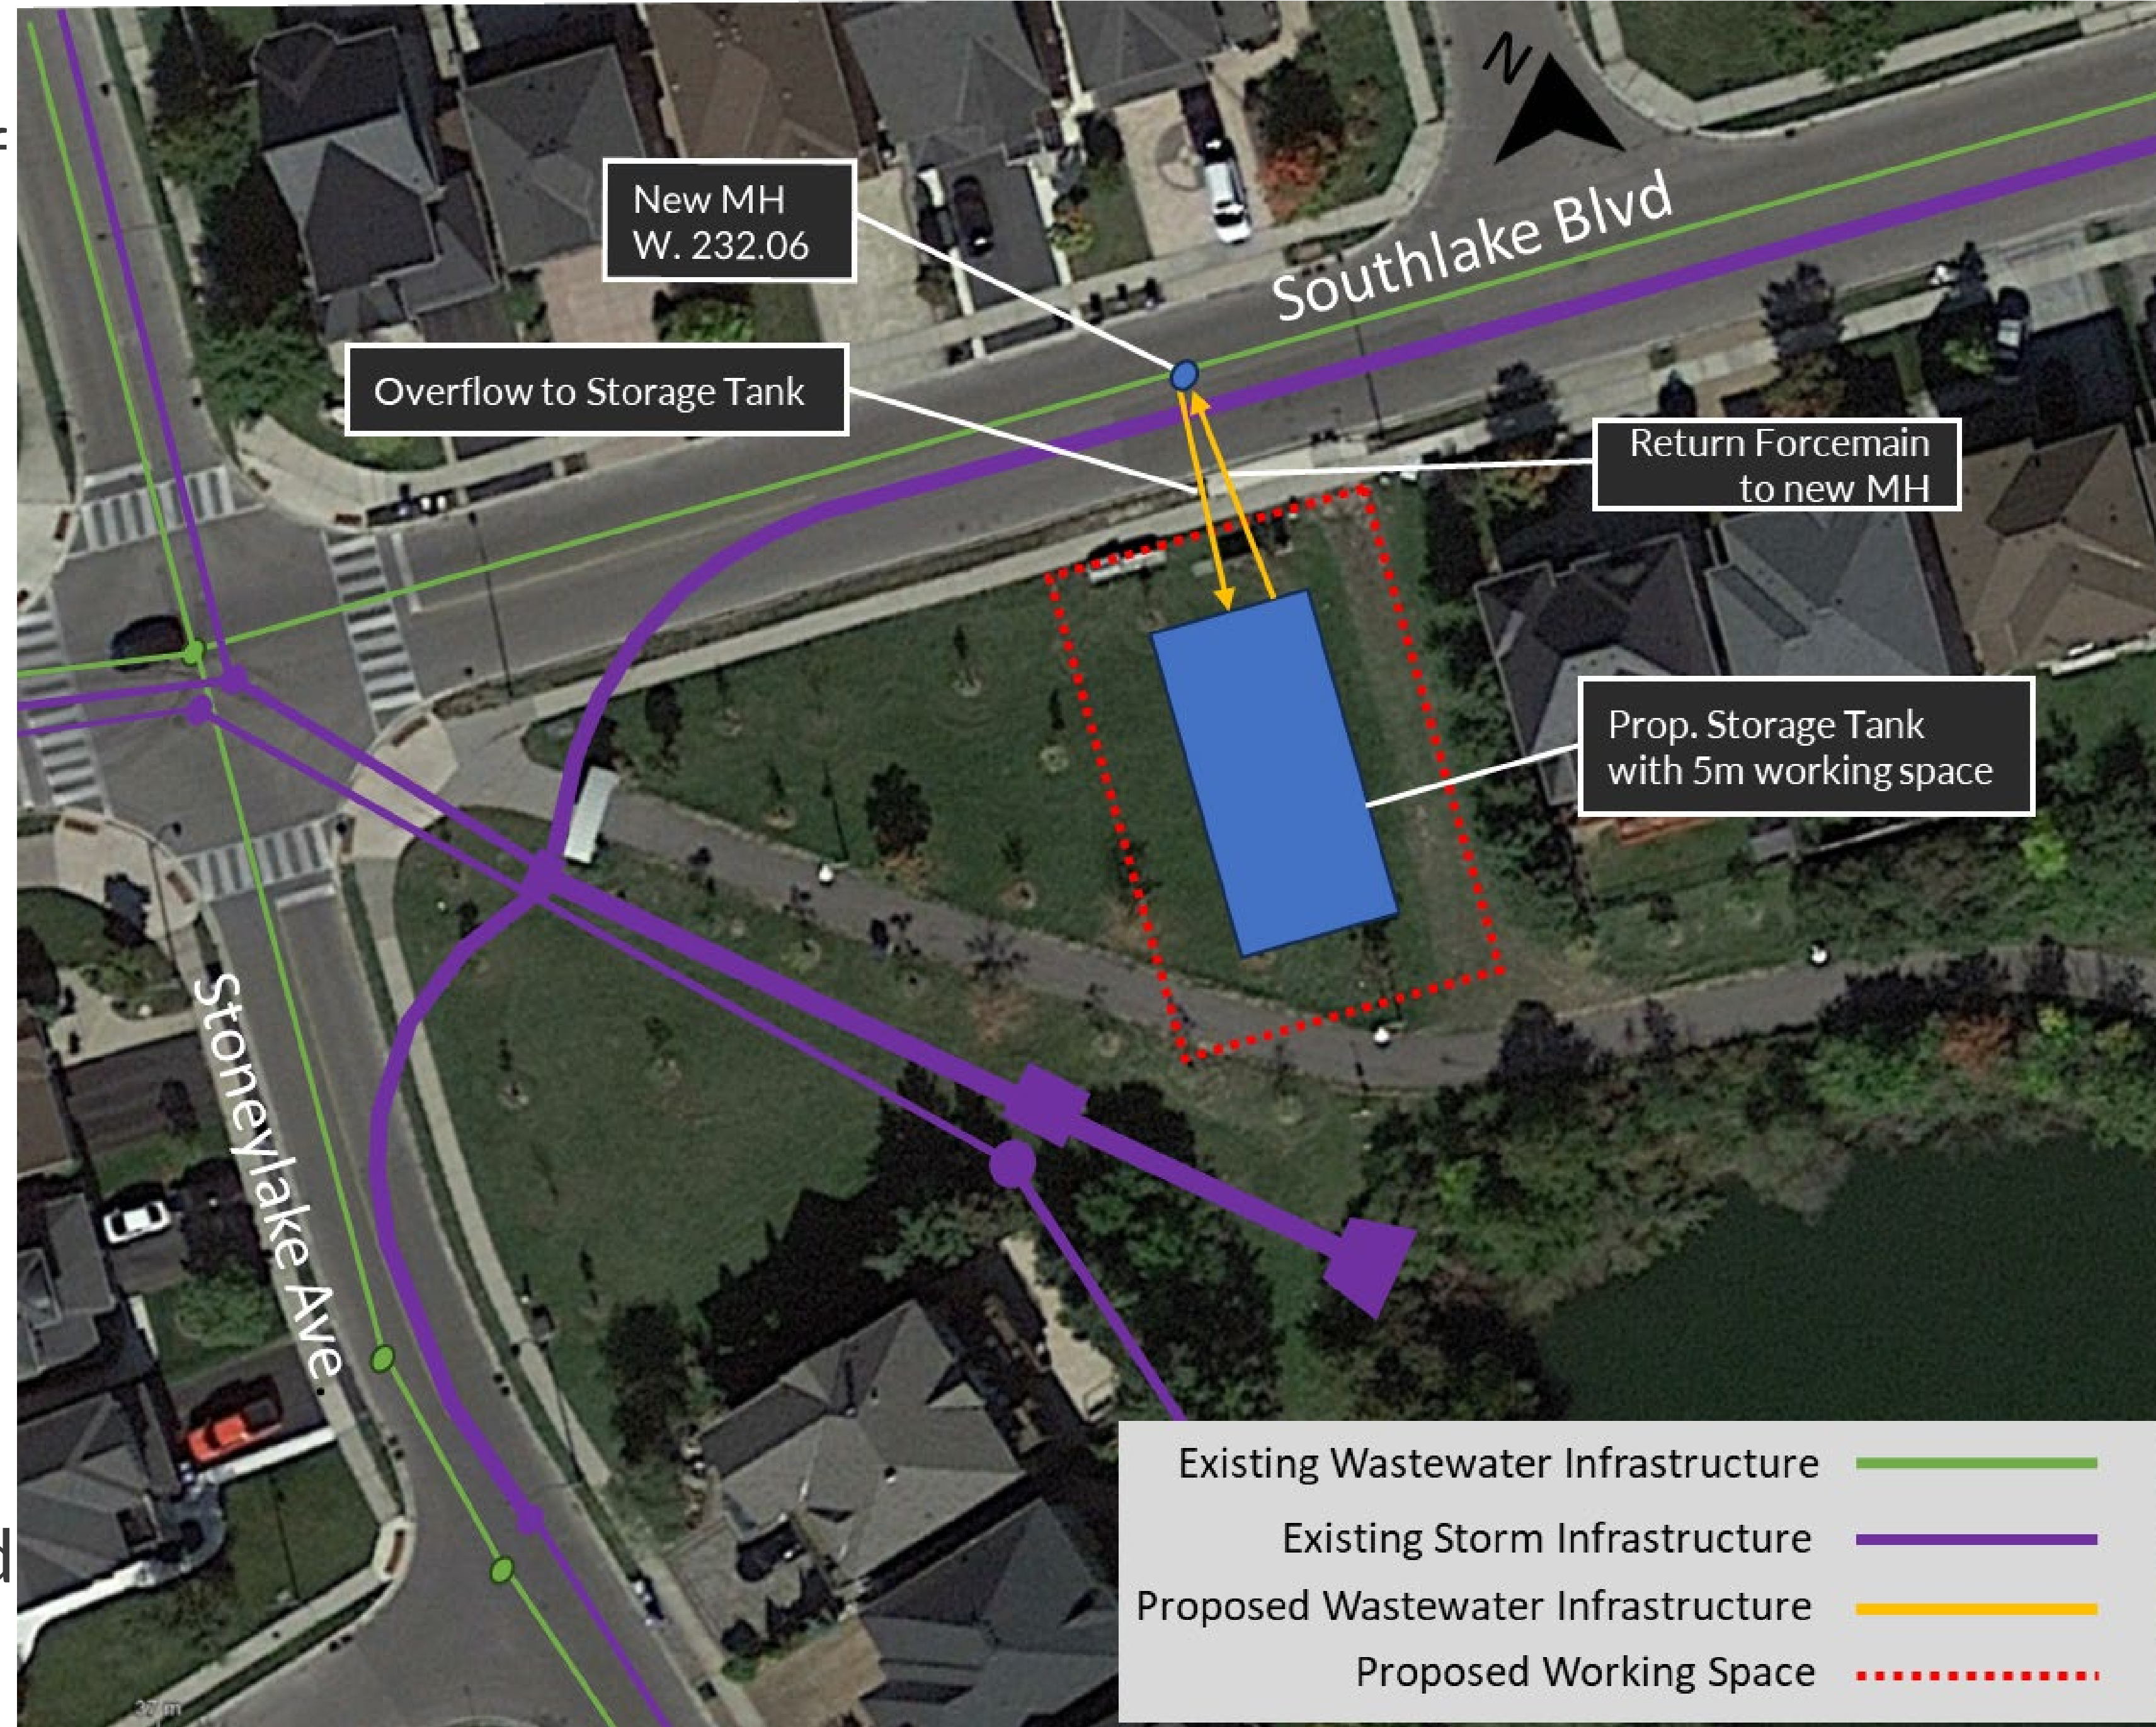 N
New MH
W. 232.06
Southlake Blvd
Overflow to Storage Tank
Return Forcemain
to new MH
Prop. Storage Tank
with 5m working space
Stoneylake Ave.
Existing Wastewater Infrastructure
Existing Storm Infrastructure
Proposed Wastewater Infrastructure
Proposed Working Space
37 m
d